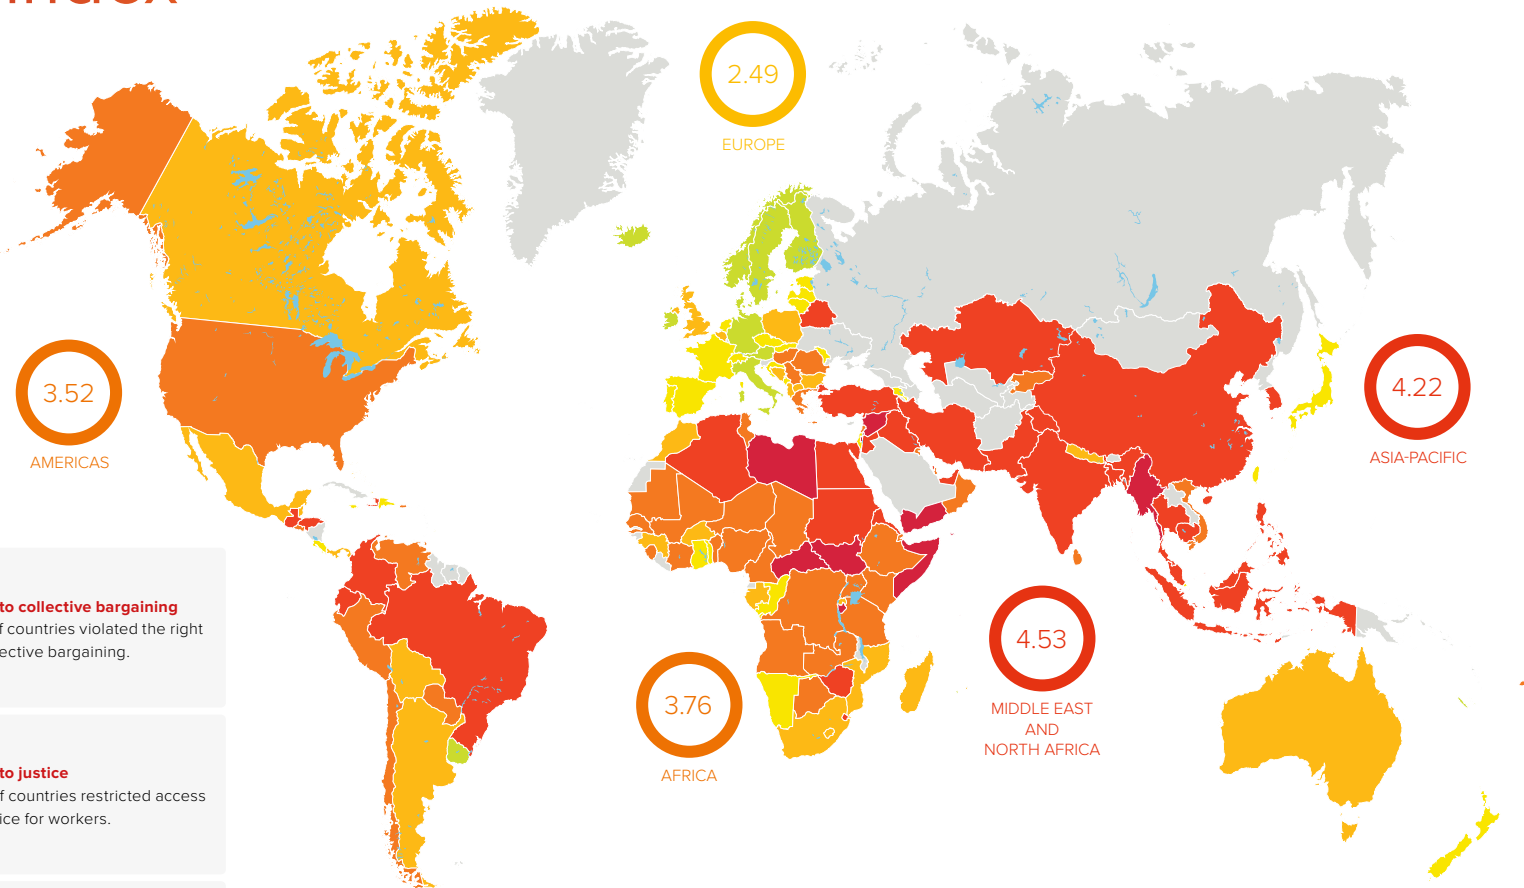 2.49
EUROPE
3.52
AMERICAS
4.22
ASIA-PACIFIC
to collective bargaining
f countries violated the right
ective bargaining.
4.53
MIDDLE EAST
AND
NORTH AFRICA
3.76
AFRICA
to justice
f countries restricted access
ice for workers.